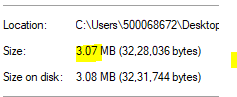 Location: C:\Users\500068672\Desktop
Size: 3.07 MB (32,28,036 bytes)
Size on disk: 3.08 MB (32,31,744 bytes)